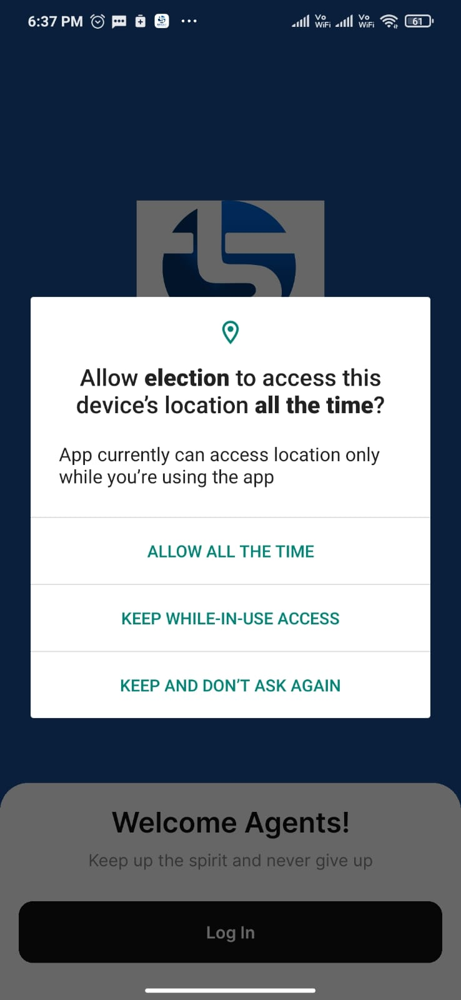 6:37 PM
Vo
WiFi
Vo
WiFi
61
Allow election to access this
device’s location all the time?
App currently can access location only
while you’re using the app
ALLOW ALL THE TIME
KEEP WHILE-IN-USE ACCESS
KEEP AND DON’T ASK AGAIN
Welcome Agents!
Keep up the spirit and never give up
Log In